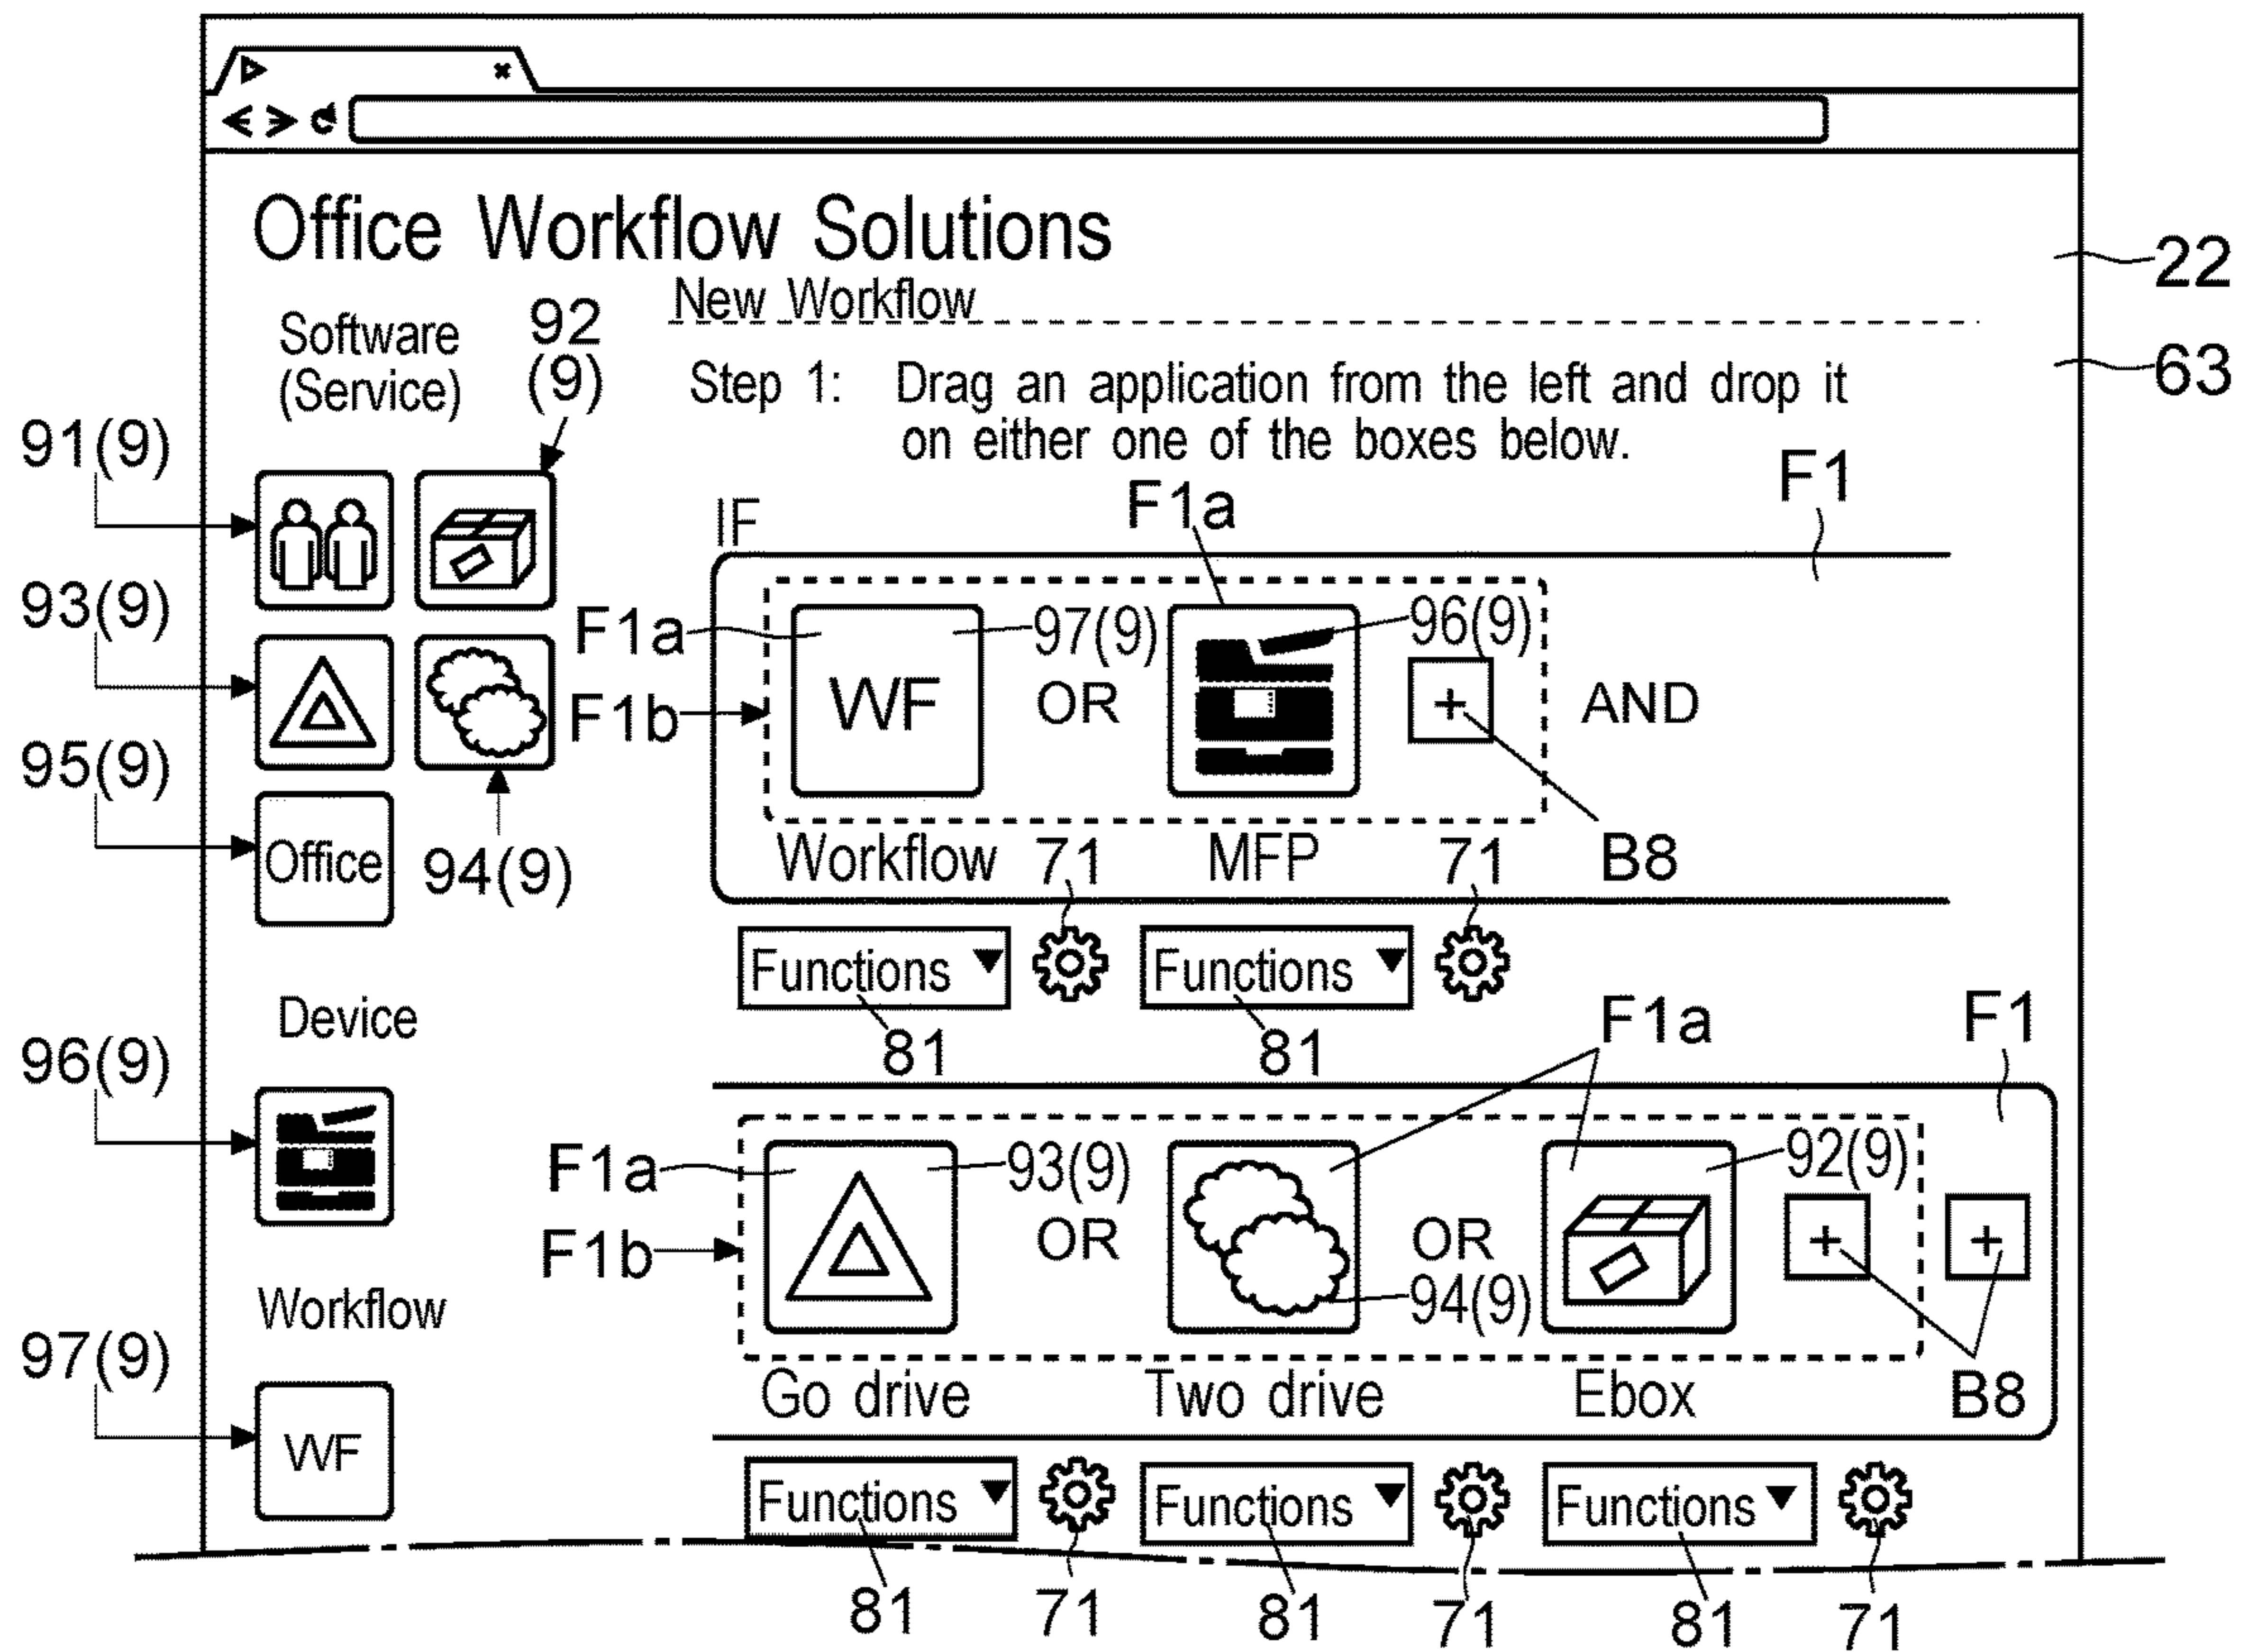 Office Workflow Solutions
22
New Workflow
Software
(Service)
92
(9)
63
Step 1: Drag an application from the left and drop it
on either one of the boxes below.
91(9)
IF
F1a
F1
93(9)
F1a
97(9)
96(9)
F1b
WF
OR
+
AND
95(9)
Office
94(9)
Workflow
71
MFP
71
B8
Functions
Functions
Device
81
81
F1a
F1
96(9)
F1a
93(9)
92(9)
F1b
OR
OR
+
+
94(9)
Workflow
97(9)
Go drive
Two drive
Ebox
B8
WF
Functions
Functions
Functions
81
71
81
71
81
71